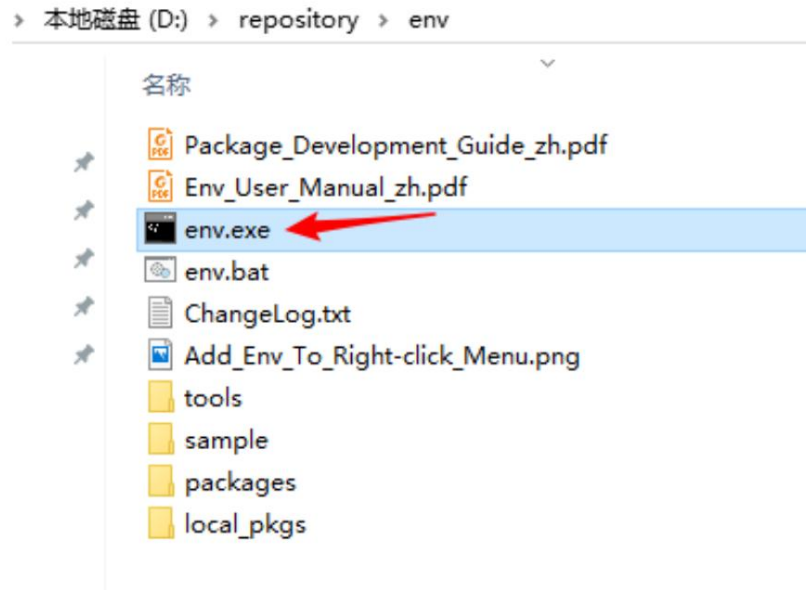 本地磁盘 (D:) › repository › env
名称
Package_Development_Guide_zh.pdf
Env_User_Manual_zh.pdf
env.exe
env.bat
ChangeLog.txt
Add_Env_To_Right-click_Menu.png
tools
sample
packages
local_pkgs